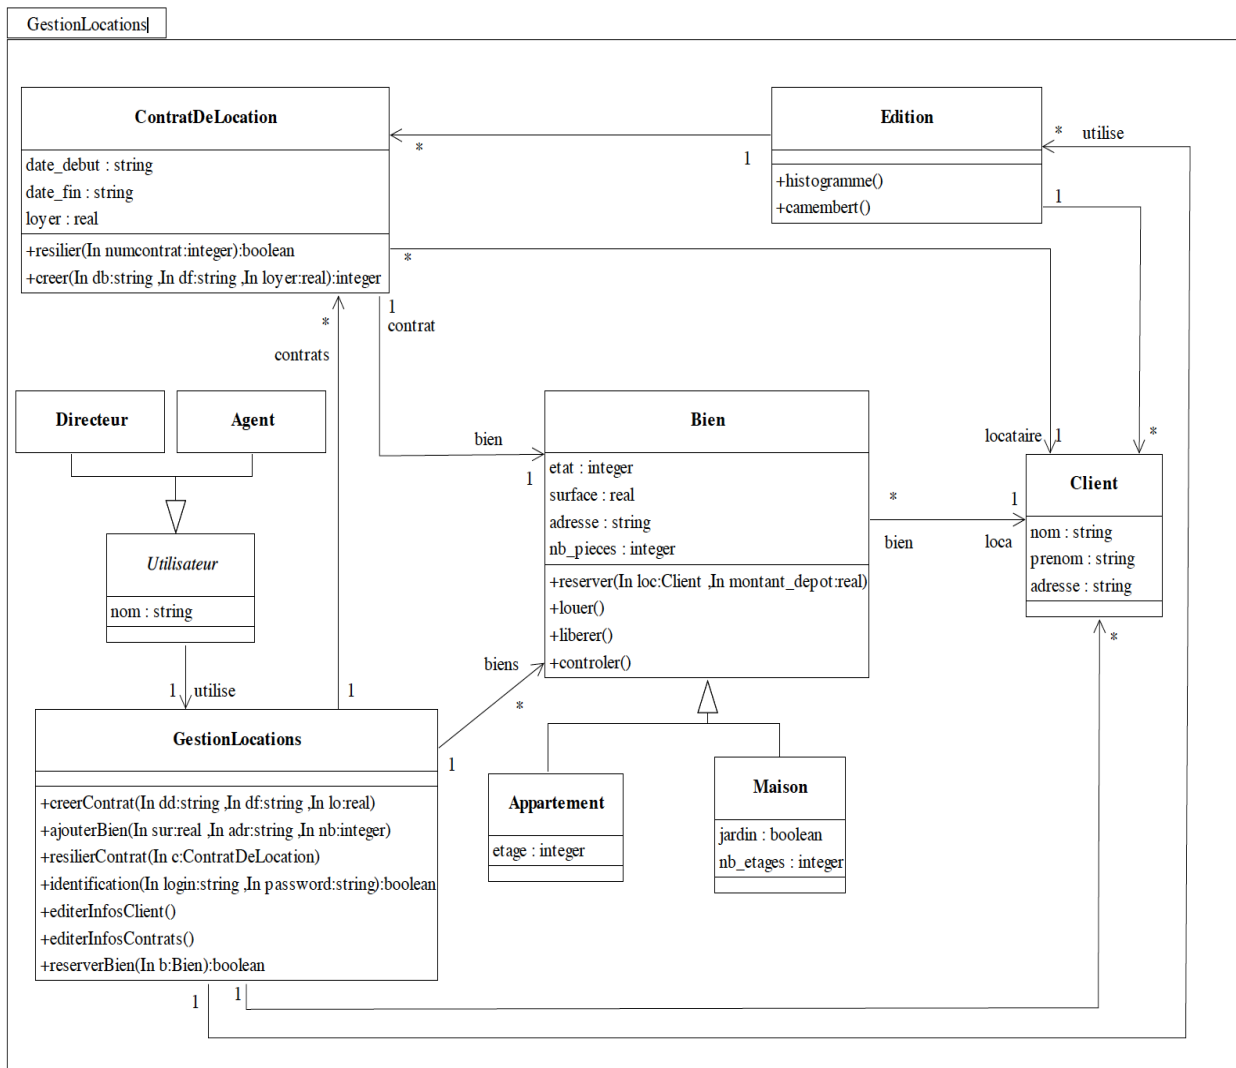 GestionLocations
ContratDeLocation
date_debut : string
date_fin : string
loyer : real
+resilier(In numcontrat:integer):boolean
+creer(In db:string ,In df:string ,In loyer:real):integer
Edition
+histogramme()
+camembert()
*
1
*
utilise
1
*
*
1
contrat
*
contrats
Directeur
Agent
Utilisateur
nom : string
1
utilise
1
bien
1
Bien
etat : integer
surface : real
adresse : string
nb_pieces : integer
+reserver(In loc:Client ,In montant_depot:real)
+louer()
+liberer()
+controler()
*
bien
1
loca
locataire
1
*
Client
nom : string
prenom : string
adresse : string
*
biens
*
1
GestionLocations
+creerContrat(In dd:string ,In df:string ,In lo:real)
+ajouterBien(In sur:real ,In adr:string ,In nb:integer)
+resilierContrat(In c:ContratDeLocation)
+identification(In login:string ,In password:string):boolean
+editerInfosClient()
+editerInfosContrats()
+reserverBien(In b:Bien):boolean
1
1
Appartement
etage : integer
Maison
jardin : boolean
nb_etages : integer